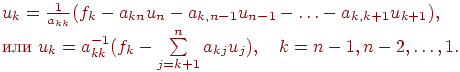 u_k = \frac{1}{a_{kk}}(f_k - a_{kn}u_n - a_{k,n-1}u_{n-1} - \ldots - a_{k,k+1}u_{k+1}),
или u_k = a_{kk}^{-1}(f_k - \sum_{j=k+1}^{n} a_{kj}u_j), \quad k = n-1, n-2, \ldots, 1.